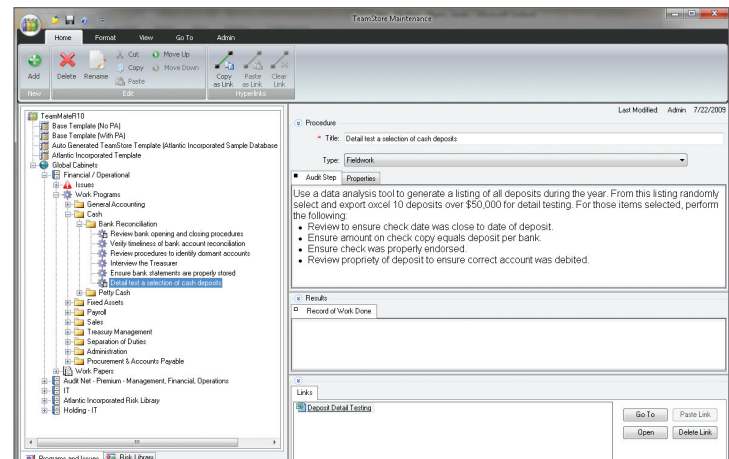 TeamStore Maintenance
Home Format View Go To Admin
Add
Delete
Rename
Cut
Copy
Paste
Move Up
Move Down
Copy as Link
Paste as Link
Clear Link
New
Edit
Hyperlinks
TeamMateR10
Base Template (No PA)
Base Template (With PA)
Auto Generated TeamStore Template (Atlantic Incorporated Sample Database
Atlantic Incorporated Template
Global Cabinets
Financial / Operational
Issues
Work Programs
General Accounting
Cash
Bank Reconciliation
Review bank opening and closing procedures
Verify timeliness of bank account reconciliation
Review procedures to identify dormant accounts
Interview the Treasurer
Ensure bank statements are properly stored
Detail test a selection of cash deposits
Petty Cash
Fixed Assets
Payroll
Sales
Treasury Management
Separation of Duties
Administration
Procurement & Accounts Payable
Work Papers
Audit Net - Premium - Management, Financial, Operations
IT
Atlantic Incorporated Risk Library
Holding - IT
Programs and Issues Risk Library
Last Modified: Admin 7/22/2009
Procedure
* Title: Detail test a selection of cash deposits
Type: Fieldwork
Audit Step Properties
Use a data analysis tool to generate a listing of all deposits during the year. From this listing randomly
select and export oxcel 10 deposits over $50,000 for detail testing. For those items selected, perform
the following:
• Review to ensure check date was close to date of deposit.
• Ensure amount on check copy equals deposit per bank.
• Ensure check was properly endorsed.
• Review propriety of deposit to ensure correct account was debited.
Results
Record of Work Done
Links
Deposit Detail Testing
Go To Paste Link
Open Delete Link